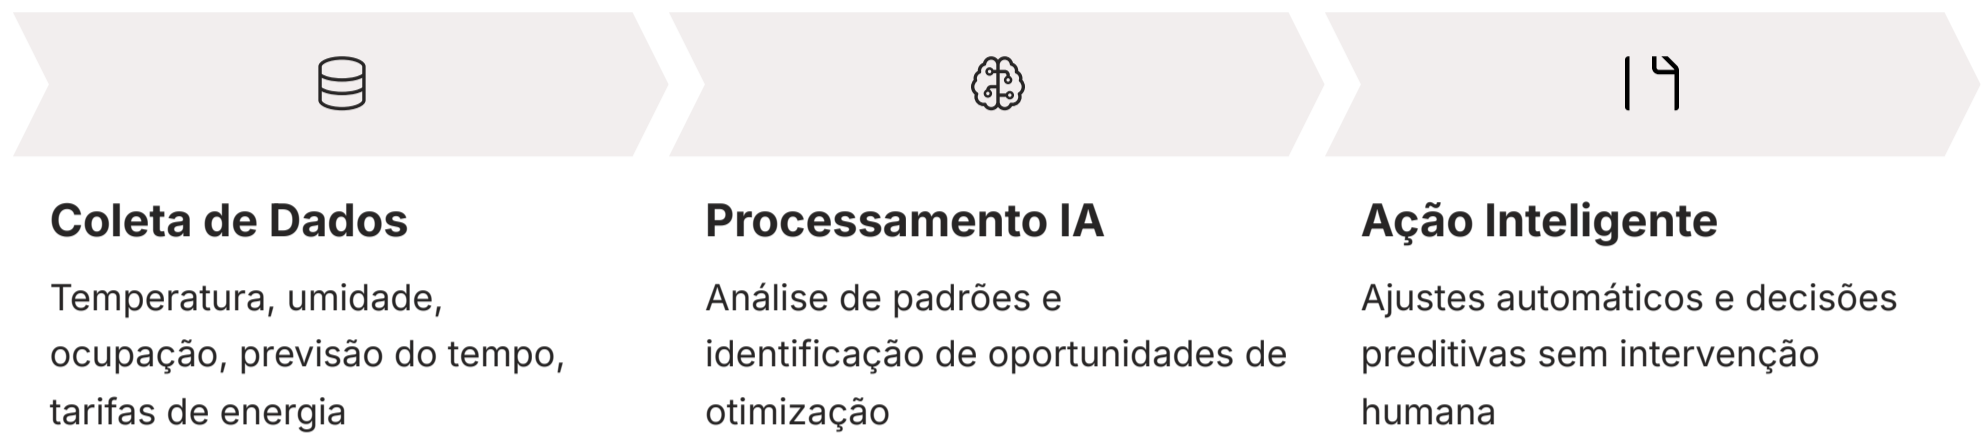 Coleta de Dados
Temperatura, umidade,
ocupação, previsão do tempo,
tarifas de energia
Processamento IA
Análise de padrões e
identificação de oportunidades de
otimização
Ação Inteligente
Ajustes automáticos e decisões
preditivas sem intervenção
humana